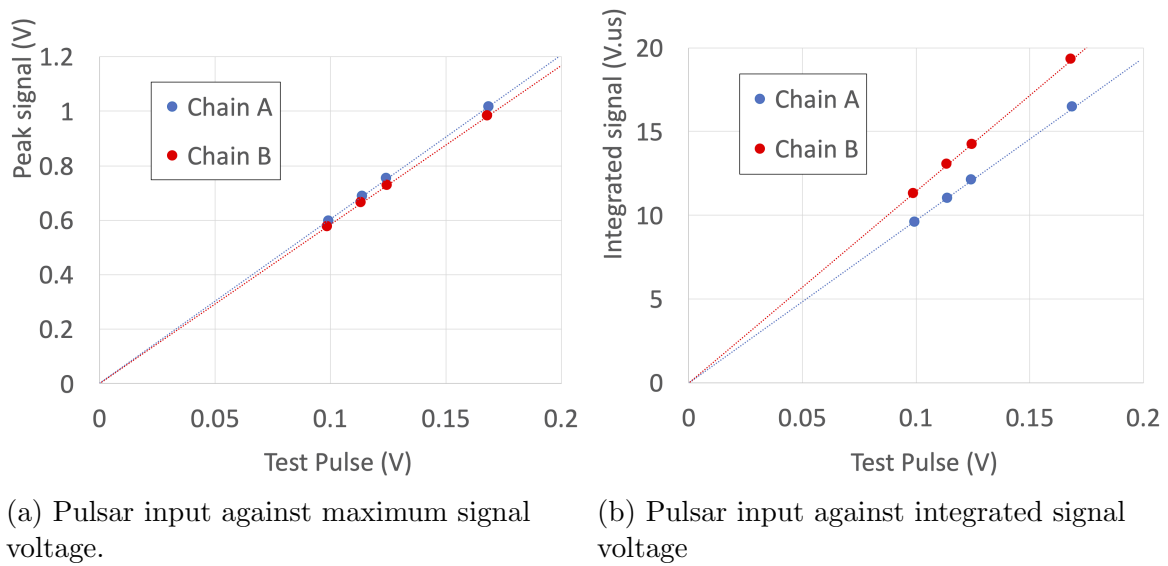 Peak signal (V)
1.2
1
0.8
0.6
0.4
0.2
0
Chain A
Chain B
0
0.05
0.1
0.15
0.2
Test Pulse (V)
(a) Pulsar input against maximum signal
voltage.
Integrated signal (V.us)
20
15
10
5
0
Chain A
Chain B
0
0.05
0.1
0.15
0.2
Test Pulse (V)
(b) Pulsar input against integrated signal
voltage